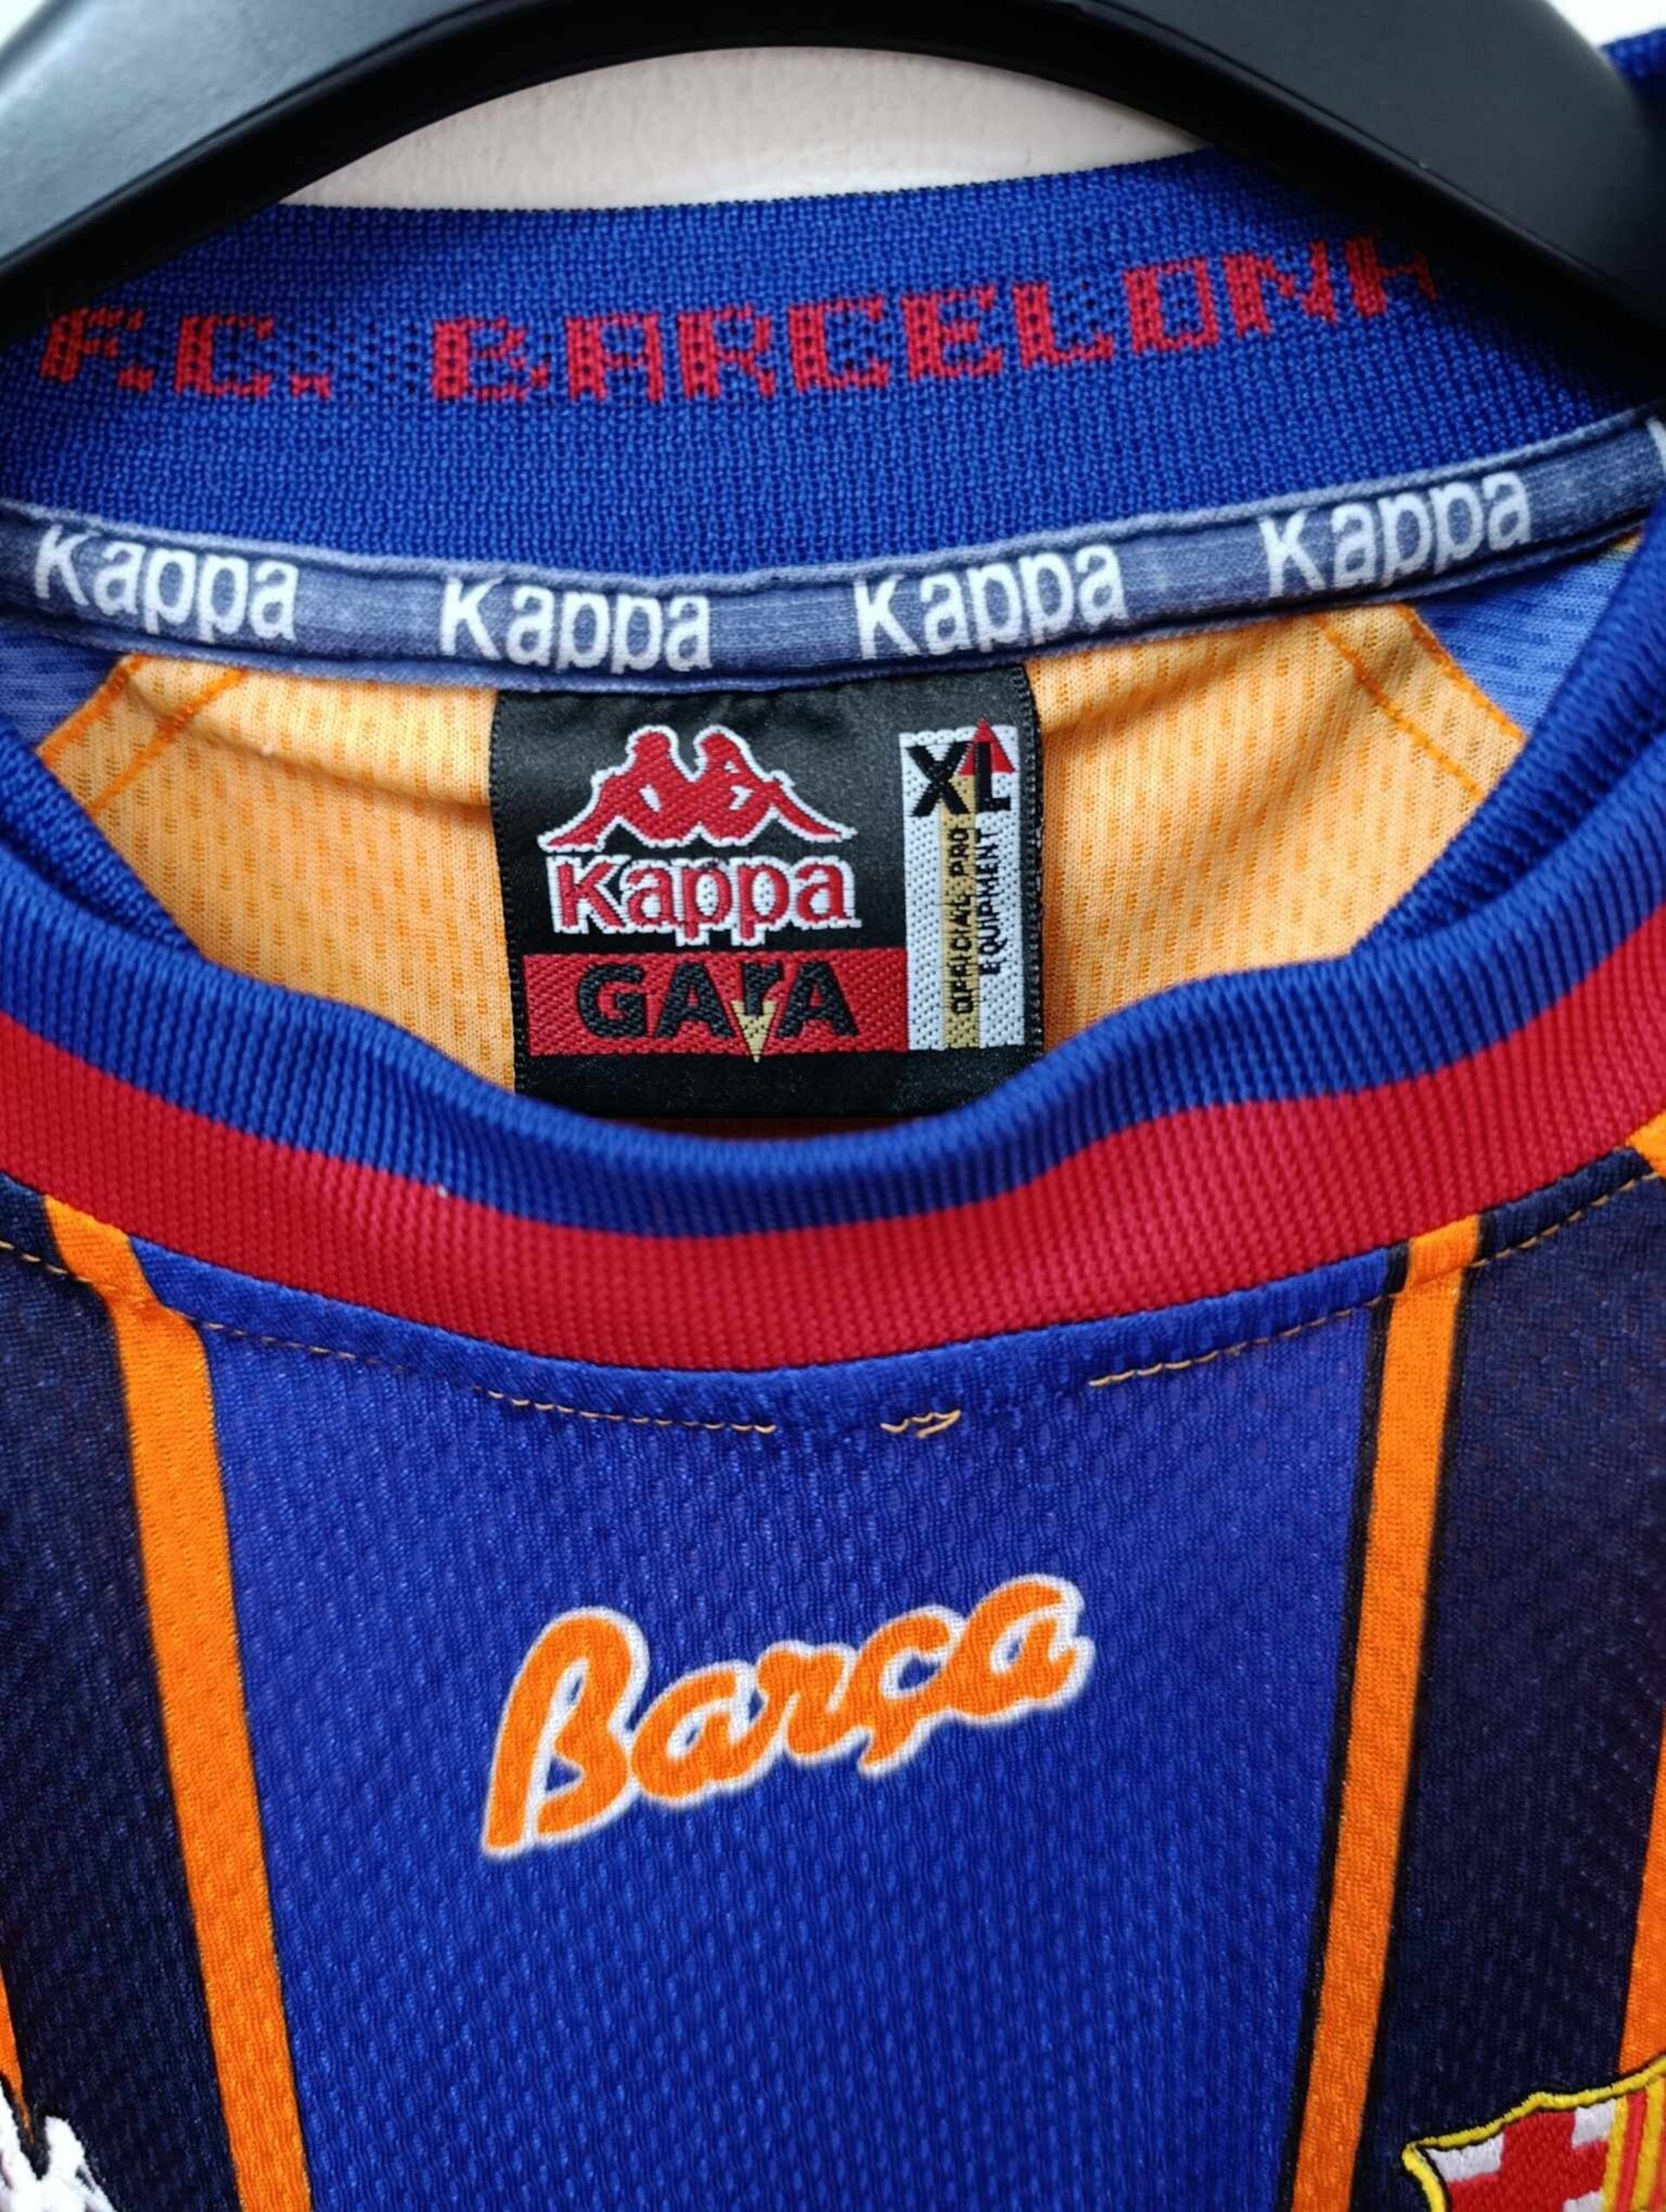 F.C. BARCELONA
Kappa Kappa Kappa Kappa
Kappa
GARA
XL
OFFICIAL PRO
EQUIPMENT
Barça